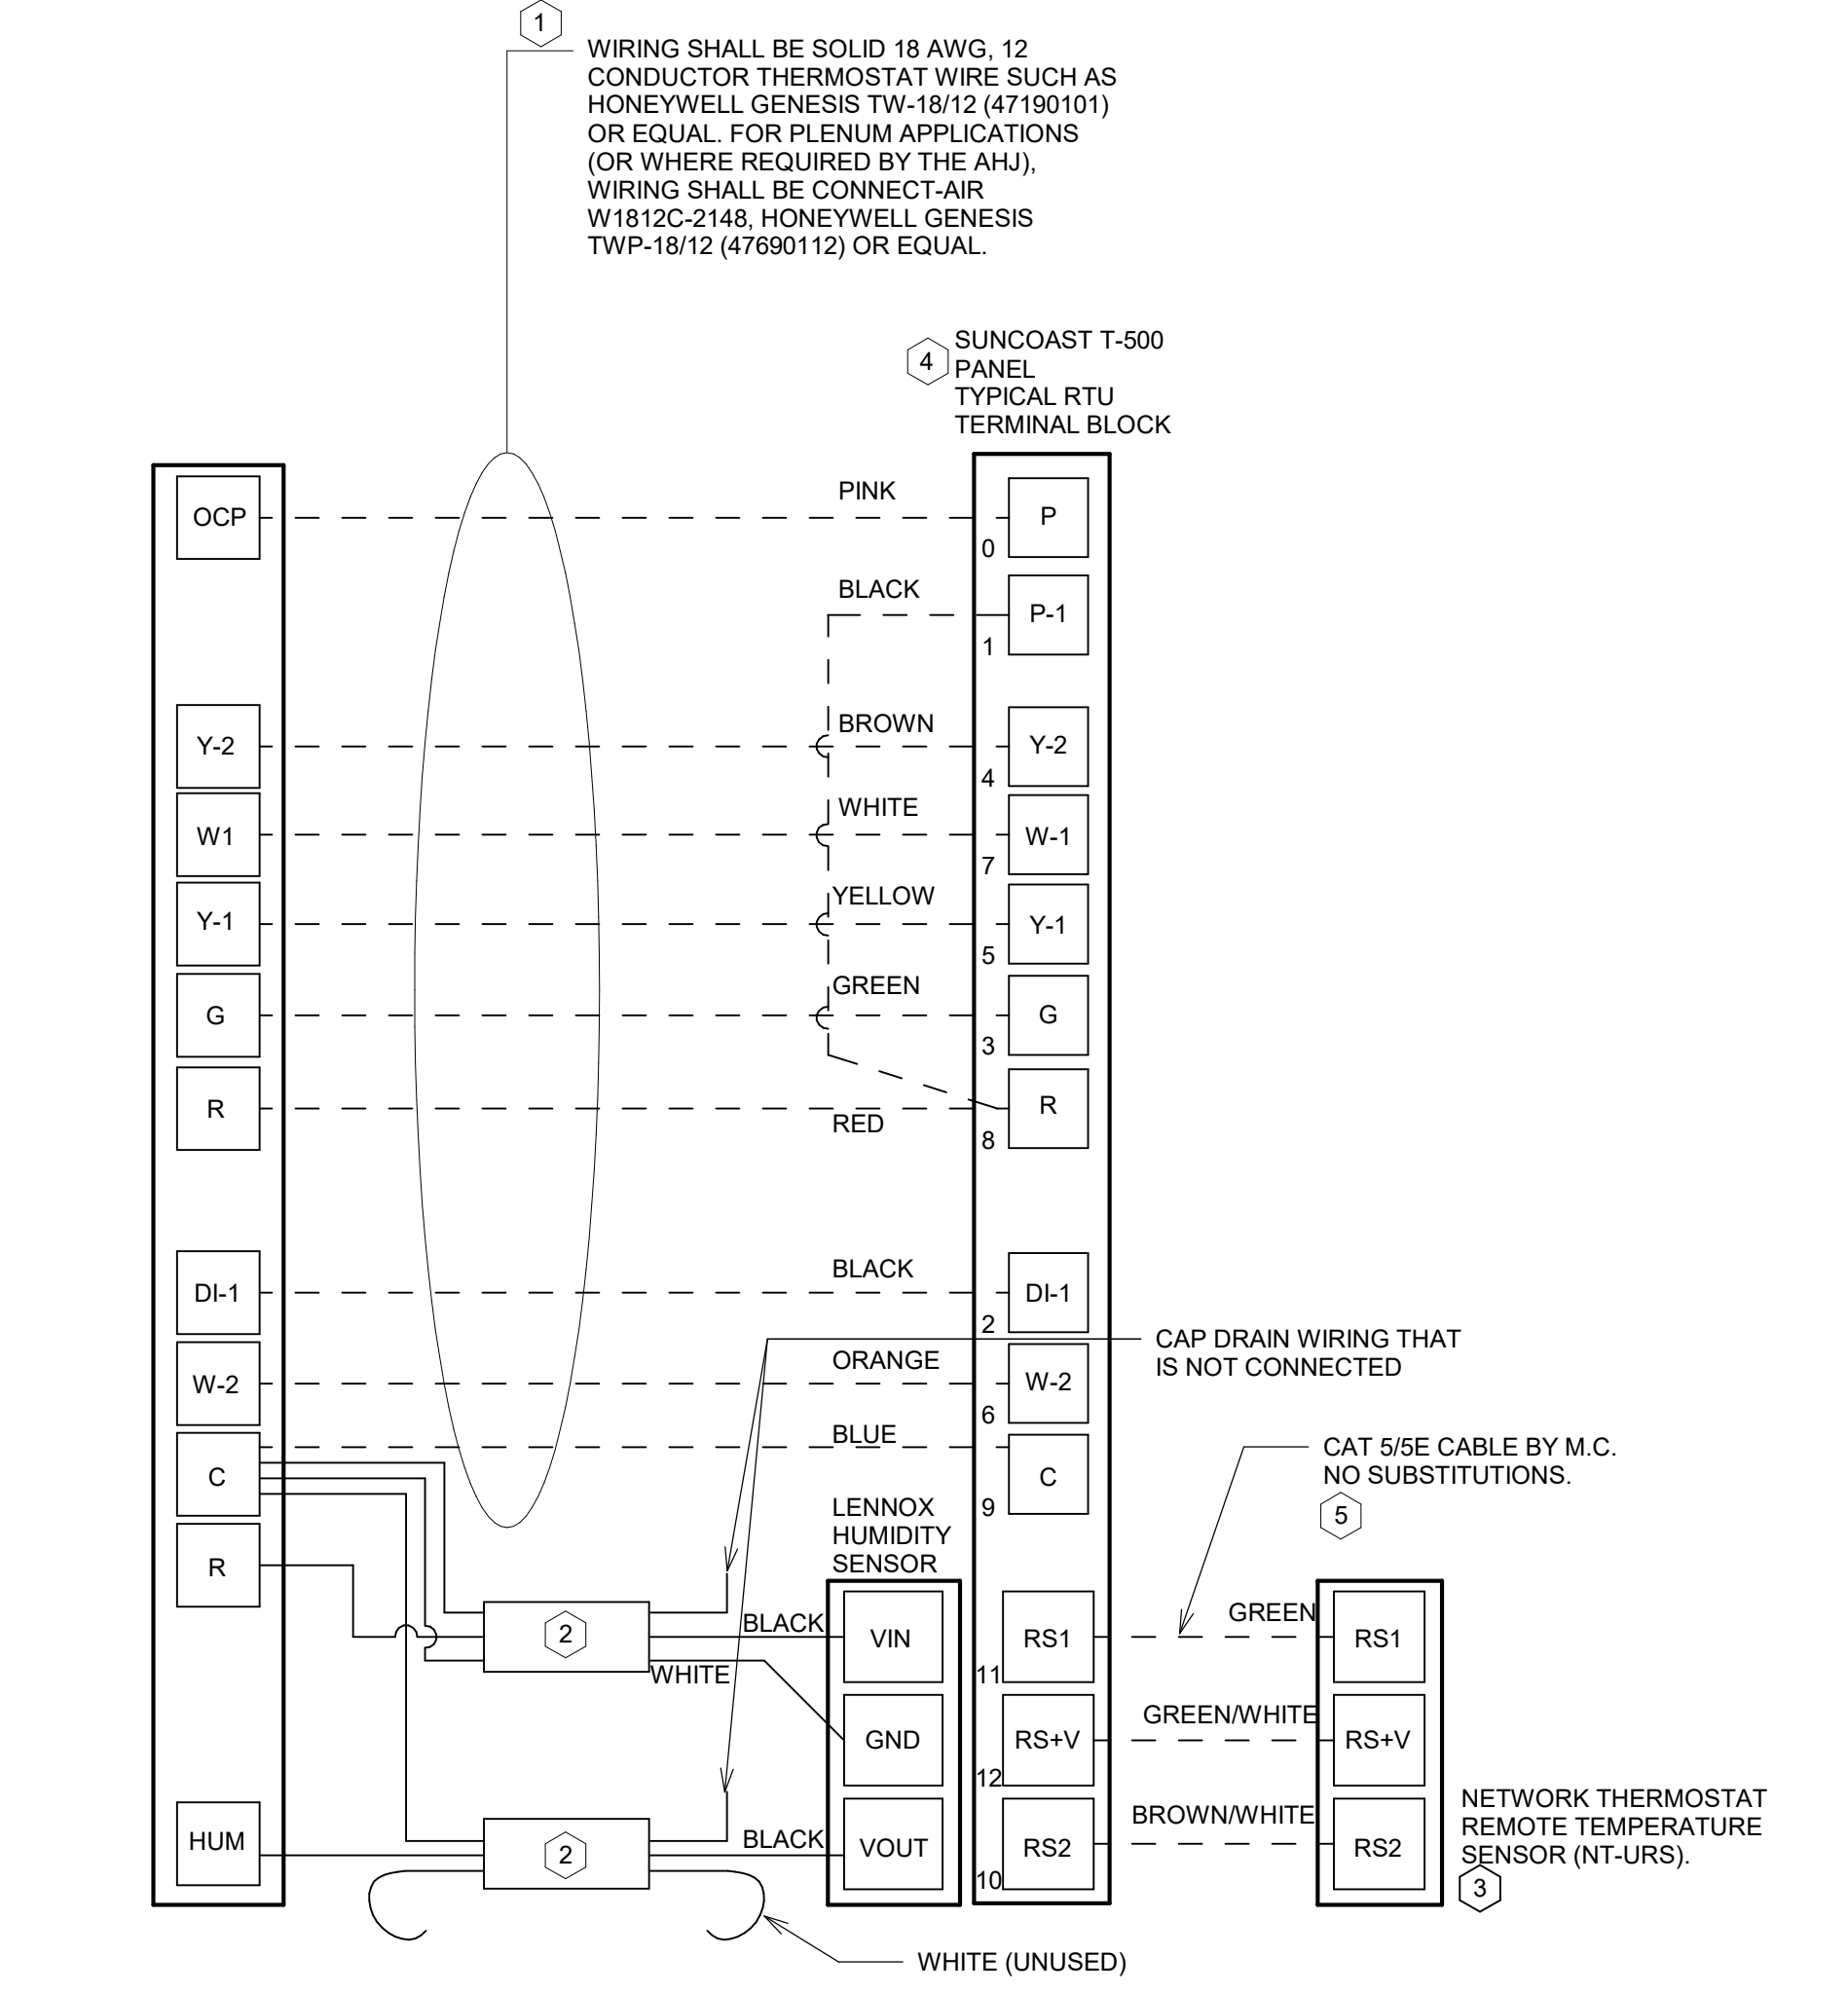 1
WIRING SHALL BE SOLID 18 AWG, 12
CONDUCTOR THERMOSTAT WIRE SUCH AS
HONEYWELL GENESIS TW-18/12 (47190101)
OR EQUAL. FOR PLENUM APPLICATIONS
(OR WHERE REQUIRED BY THE AHJ),
WIRING SHALL BE CONNECT-AIR
W1812C-2148, HONEYWELL GENESIS
TWP-18/12 (47690112) OR EQUAL.
4
SUNCOAST T-500
PANEL
TYPICAL RTU
TERMINAL BLOCK
OCP
PINK
P
0
BLACK
P-1
1
Y-2
BROWN
Y-2
4
W1
WHITE
W-1
7
Y-1
YELLOW
Y-1
5
G
GREEN
G
3
R
RED
R
8
DI-1
BLACK
DI-1
2
CAP DRAIN WIRING THAT
IS NOT CONNECTED
W-2
ORANGE
W-2
6
C
BLUE
C
9
CAT 5/5E CABLE BY M.C.
NO SUBSTITUTIONS.
5
R
LENNOX
HUMIDITY
SENSOR
2
BLACK
WHITE
VIN
RS1
11
GREEN
RS1
GND
RS+V
12
GREEN/WHITE
RS+V
HUM
2
BLACK
VOUT
RS2
10
BROWN/WHITE
RS2
NETWORK THERMOSTAT
REMOTE TEMPERATURE
SENSOR (NT-URS).
3
WHITE (UNUSED)